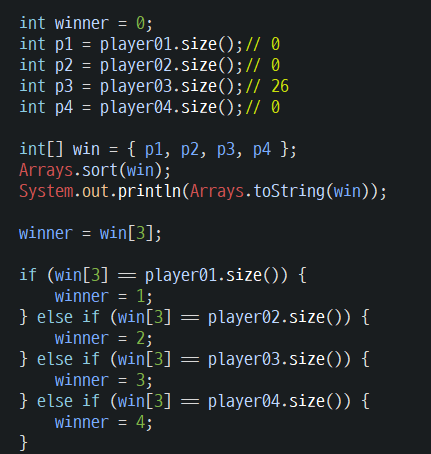 int winner = 0;
int p1 = player01.size();// 0
int p2 = player02.size();// 0
int p3 = player03.size();// 26
int p4 = player04.size();// 0
int[] win = { p1, p2, p3, p4 };
Arrays.sort(win);
System.out.println(Arrays.toString(win));
winner = win[3];
if (win[3] == player01.size()) {
    winner = 1;
} else if (win[3] == player02.size()) {
    winner = 2;
} else if (win[3] == player03.size()) {
    winner = 3;
} else if (win[3] == player04.size()) {
    winner = 4;
}